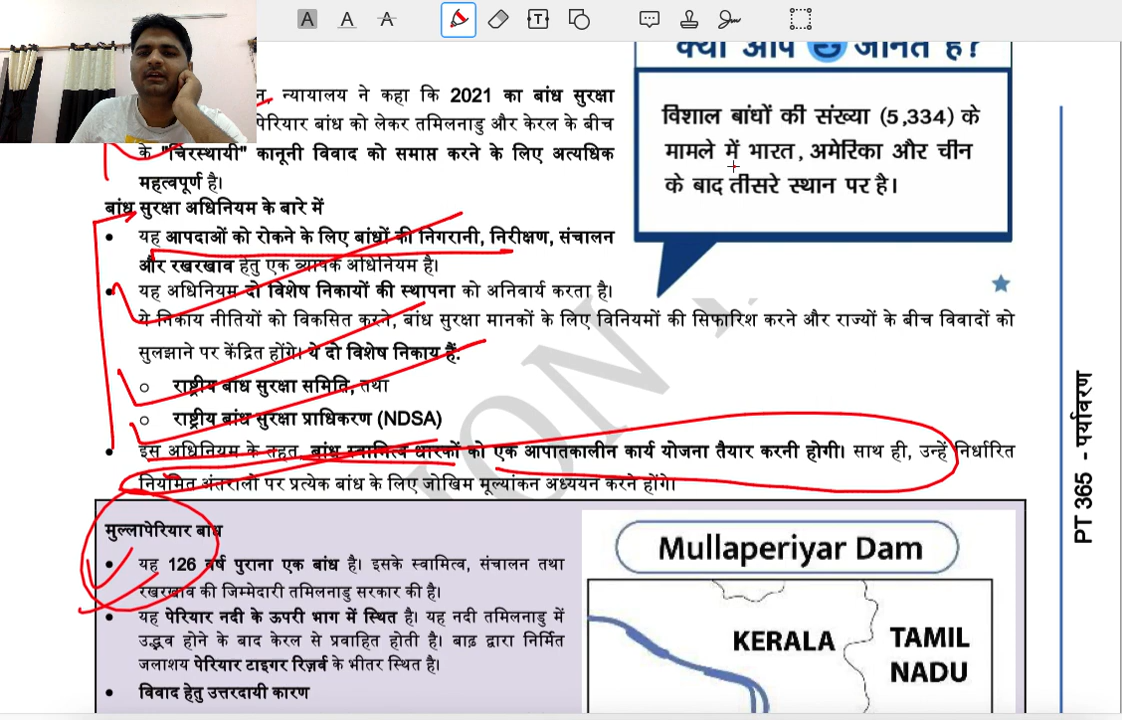 A A A T
क्या आप जानते हैं?
न, न्यायालय ने कहा कि 2021 का बांध सुरक्षा
पेरियार बांध को लेकर तमिलनाडु और केरल के बीच
के "चिरस्थायी" कानूनी विवाद को समाप्त करने के लिए अत्यधिक
महत्वपूर्ण है।
विशाल बांधों की संख्या (5,334) के
मामले में भारत, अमेरिका और चीन
के बाद तीसरे स्थान पर है।
बांध सुरक्षा अधिनियम के बारे में
• यह आपदाओं को रोकने के लिए बांधों की निगरानी, निरीक्षण, संचालन
और रखरखाव हेतु एक व्यापक अधिनियम है।
• यह अधिनियम दो विशेष निकायों की स्थापना को अनिवार्य करता है।
ये निकाय नीतियों को विकसित करने, बांध सुरक्षा मानकों के लिए विनियमों की सिफारिश करने और राज्यों के बीच विवादों को
सुलझाने पर केंद्रित होंगे। ये दो विशेष निकाय हैं:
o राष्ट्रीय बांध सुरक्षा समिति, तथा
o राष्ट्रीय बांध सुरक्षा प्राधिकरण (NDSA)
• इस अधिनियम के तहत बांध स्वामित्व धारकों को एक आपातकालीन कार्य योजना तैयार करनी होगी। साथ ही, उन्हें निर्धारित
नियमित अंतरालों पर प्रत्येक बांध के लिए जोखिम मूल्यांकन अध्ययन करने होंगे।
मुल्लापेरियार बांध
• यह 126 वर्ष पुराना एक बांध है। इसके स्वामित्व, संचालन तथा
रखरखाव की जिम्मेदारी तमिलनाडु सरकार की है।
• यह पेरियार नदी के ऊपरी भाग में स्थित है। यह नदी तमिलनाडु में
उद्भव होने के बाद केरल से प्रवाहित होती है। बाढ़ द्वारा निर्मित
जलाशय पेरियार टाइगर रिज़र्व के भीतर स्थित है।
• विवाद हेतु उत्तरदायी कारण
Mullaperiyar Dam
KERALA
TAMIL
NADU
PT 365 - पर्यावरण
ION